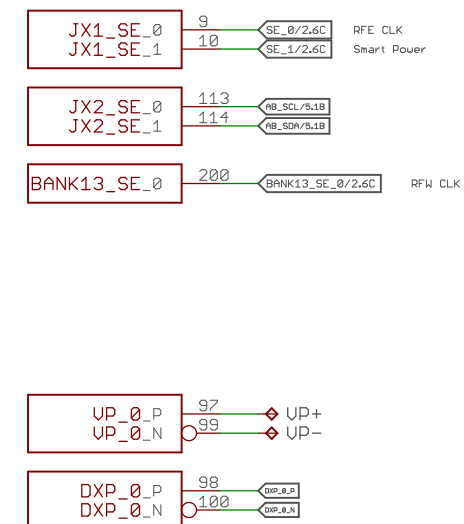 JX1_SE_0 9 SE_0/2.6C RFE CLK
JX1_SE_1 10 SE_1/2.6C Smart Power
JX2_SE_0 113 AB_SCL/5.1B
JX2_SE_1 114 AB_SDA/5.1B
BANK13_SE_0 200 BANK13_SE_0/2.6C RFW CLK
VP_0_P 97 VP+
VP_0_N 99 VP-
DXP_0_P 98 DXP_0_P
DXP_0_N 100 DXP_0_N